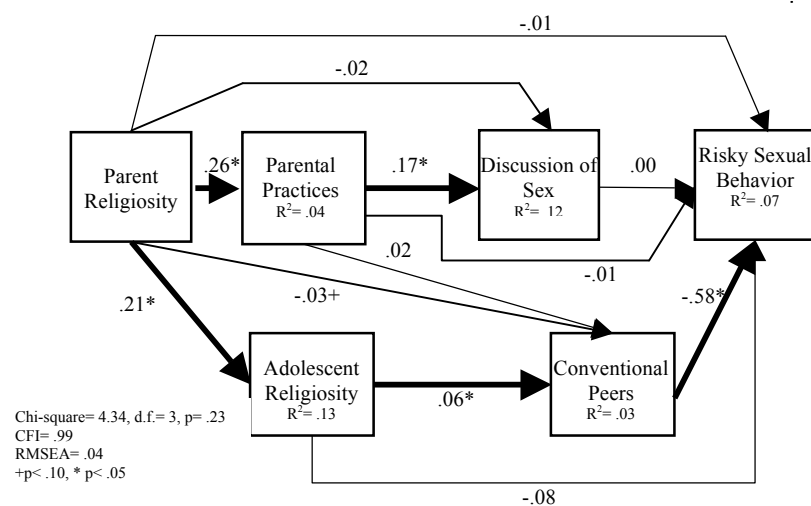 -.01
-.02
Parent
Religiosity
.26*
Parental
Practices
R²= .04
.17*
Discussion of
Sex
R²= .12
.00
Risky Sexual
Behavior
R²= .07
.02
-.01
-.03+
.21*
-.58*
Adolescent
Religiosity
R²= .13
.06*
Conventional
Peers
R²= .03
-.08
Chi-square= 4.34, d.f.= 3, p= .23
CFI= .99
RMSEA= .04
+p< .10, * p< .05